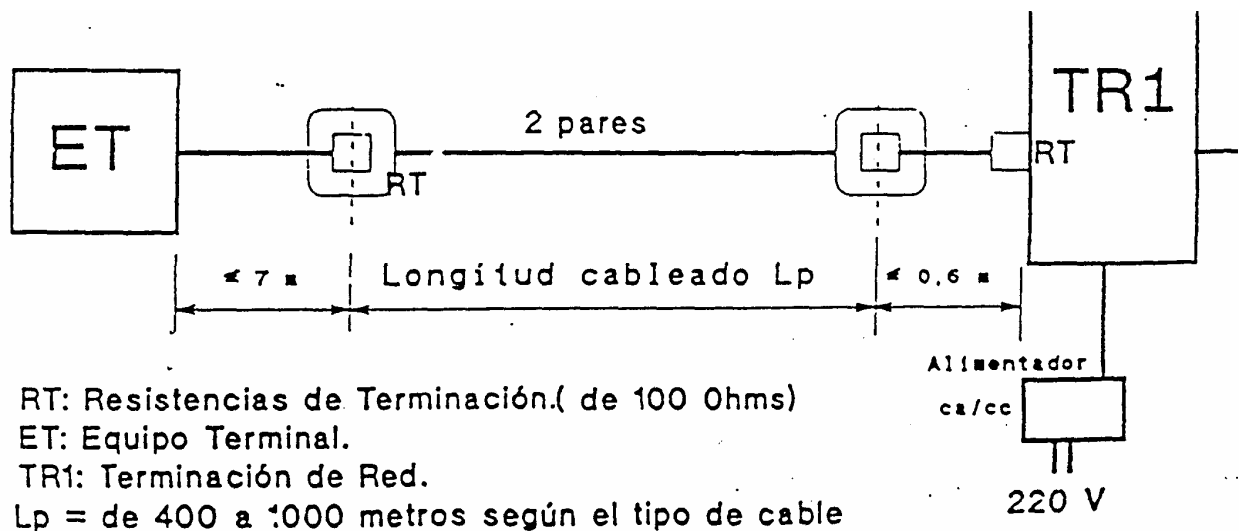 TR1
ET
2 pares
RT
RT
≤ 7 m
Longitud cableado Lp
≤ 0,6 m
Alimentador
ca/cc
220 V
RT: Resistencias de Terminación.( de 100 Ohms)
ET: Equipo Terminal.
TR1: Terminación de Red.
Lp = de 400 a 1000 metros según el tipo de cable